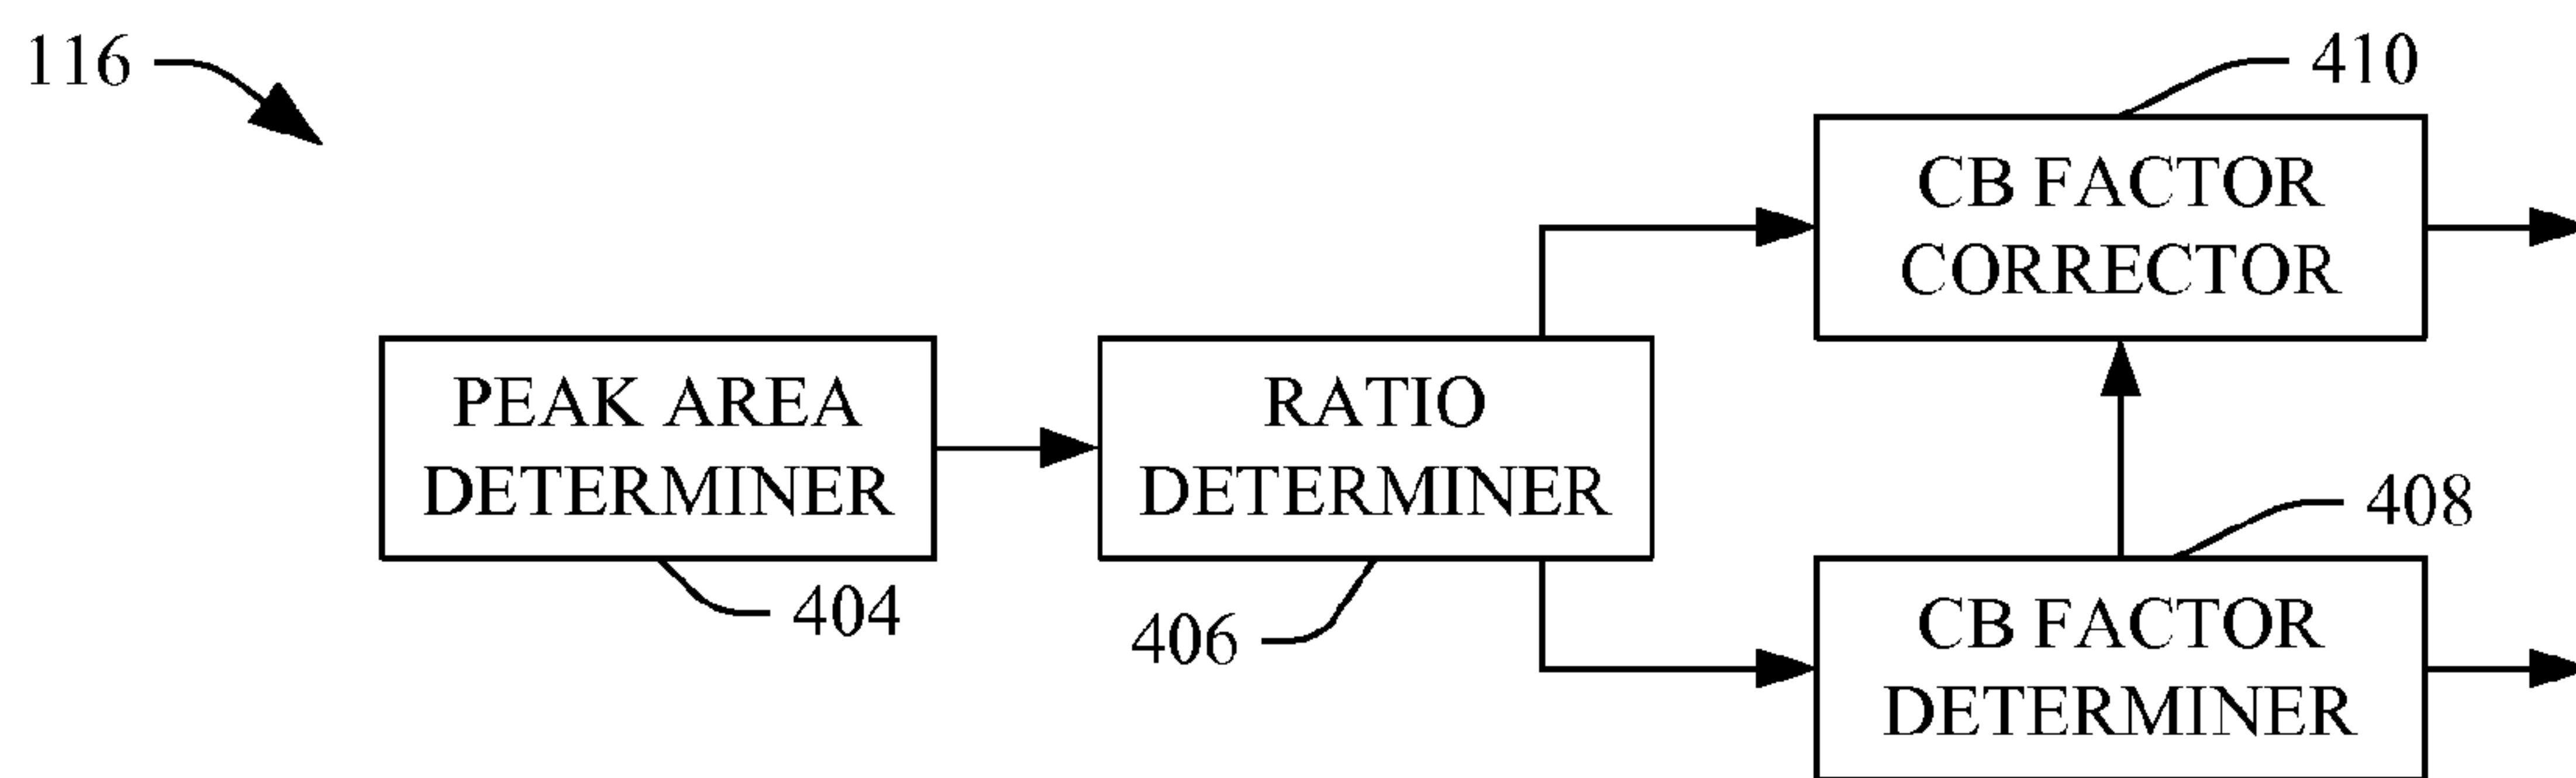 116
410
CB FACTOR
CORRECTOR
PEAK AREA
DETERMINER
RATIO
DETERMINER
408
404
406
CB FACTOR
DETERMINER